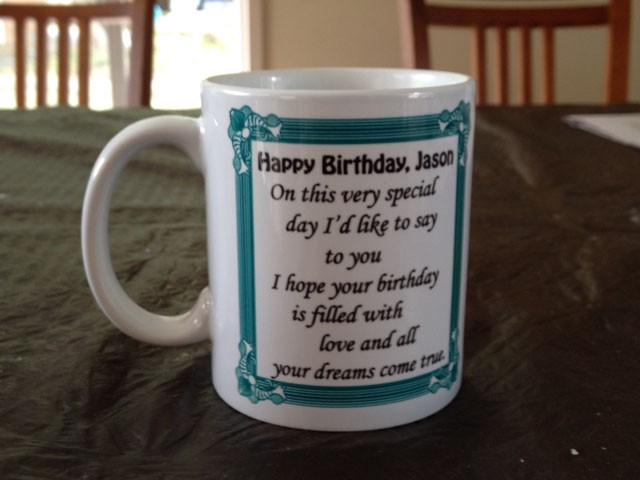 Happy Birthday, Jason
On this very special
day I'd like to say
to you
I hope your birthday
is filled with
love and all
your dreams come true.